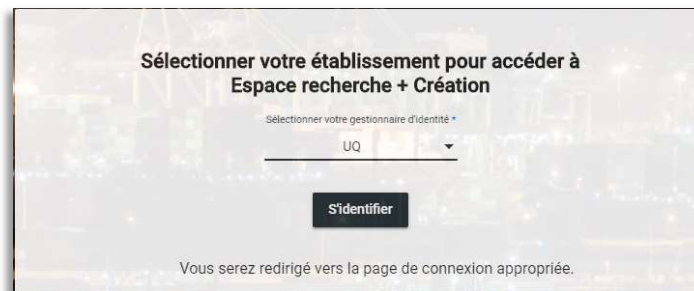 Sélectionner votre établissement pour accéder à
Espace recherche + Création
Sélectionner votre gestionnaire d'identité *
UQ
S'identifier
Vous serez redirigé vers la page de connexion appropriée.